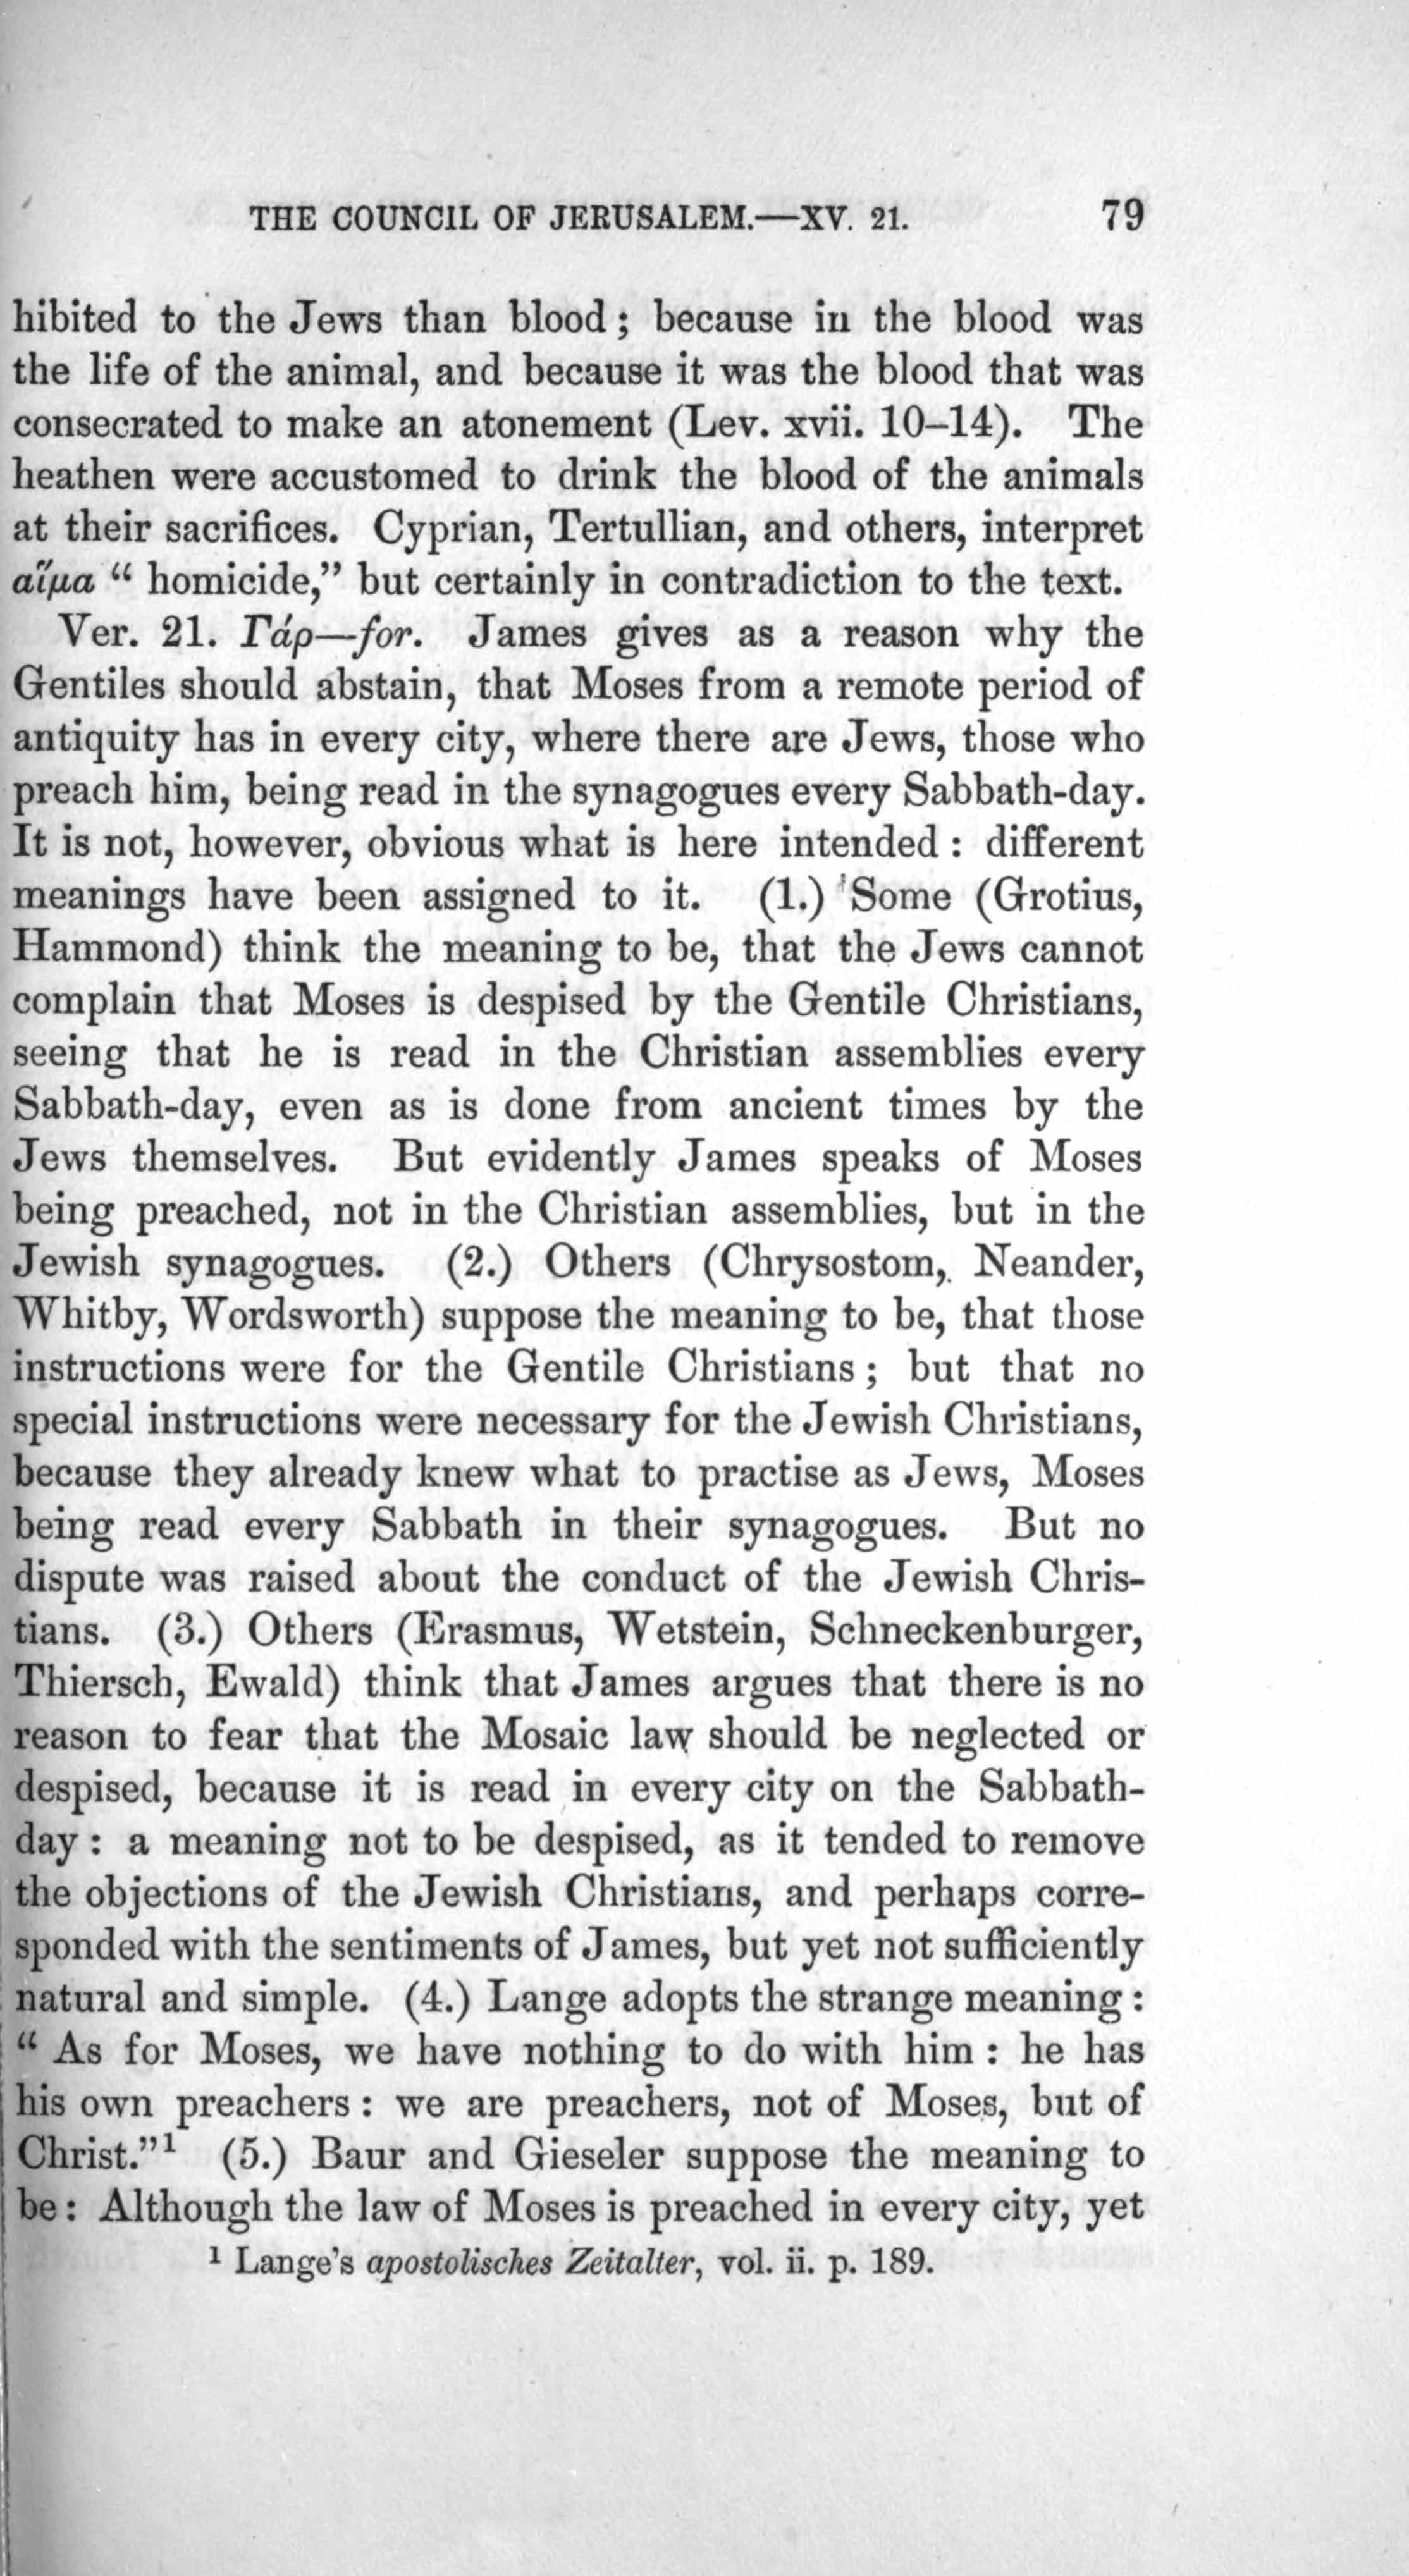 THE COUNCIL OF JERUSALEM.—XV. 21. 79
hibited to the Jews than blood; because in the blood was
the life of the animal, and because it was the blood that was
consecrated to make an atonement (Lev. xvii. 10–14). The
heathen were accustomed to drink the blood of the animals
at their sacrifices. Cyprian, Tertullian, and others, interpret
αἷμα “homicide,” but certainly in contradiction to the text.
Ver. 21. Γάρ—for. James gives as a reason why the
Gentiles should abstain, that Moses from a remote period of
antiquity has in every city, where there are Jews, those who
preach him, being read in the synagogues every Sabbath-day.
It is not, however, obvious what is here intended: different
meanings have been assigned to it. (1.) Some (Grotius,
Hammond) think the meaning to be, that the Jews cannot
complain that Moses is despised by the Gentile Christians,
seeing that he is read in the Christian assemblies every
Sabbath-day, even as is done from ancient times by the
Jews themselves. But evidently James speaks of Moses
being preached, not in the Christian assemblies, but in the
Jewish synagogues. (2.) Others (Chrysostom, Neander,
Whitby, Wordsworth) suppose the meaning to be, that those
instructions were for the Gentile Christians; but that no
special instructions were necessary for the Jewish Christians,
because they already knew what to practise as Jews, Moses
being read every Sabbath in their synagogues. But no
dispute was raised about the conduct of the Jewish Chris-
tians. (3.) Others (Erasmus, Wetstein, Schneckenburger,
Thiersch, Ewald) think that James argues that there is no
reason to fear that the Mosaic law should be neglected or
despised, because it is read in every city on the Sabbath-
day: a meaning not to be despised, as it tended to remove
the objections of the Jewish Christians, and perhaps corre-
sponded with the sentiments of James, but yet not sufficiently
natural and simple. (4.) Lange adopts the strange meaning:
“As for Moses, we have nothing to do with him: he has
his own preachers: we are preachers, not of Moses, but of
Christ.”¹ (5.) Baur and Gieseler suppose the meaning to
be: Although the law of Moses is preached in every city, yet
¹ Lange's apostolisches Zeitalter, vol. ii. p. 189.